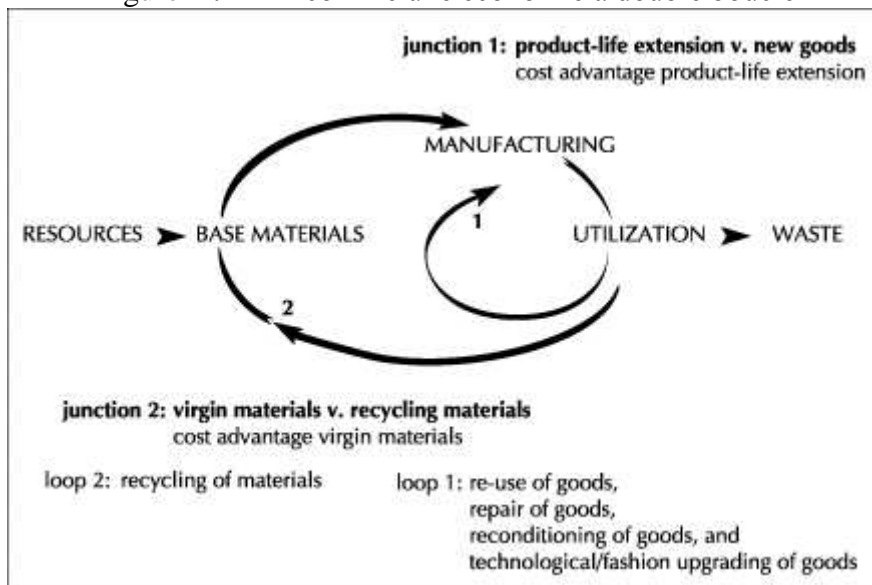 junction 1: product-life extension v. new goods
cost advantage product-life extension
MANUFACTURING
1
RESOURCES
BASE MATERIALS
UTILIZATION
WASTE
2
junction 2: virgin materials v. recycling materials
cost advantage virgin materials
loop 2: recycling of materials
loop 1: re-use of goods,
repair of goods,
reconditioning of goods, and
technological/fashion upgrading of goods